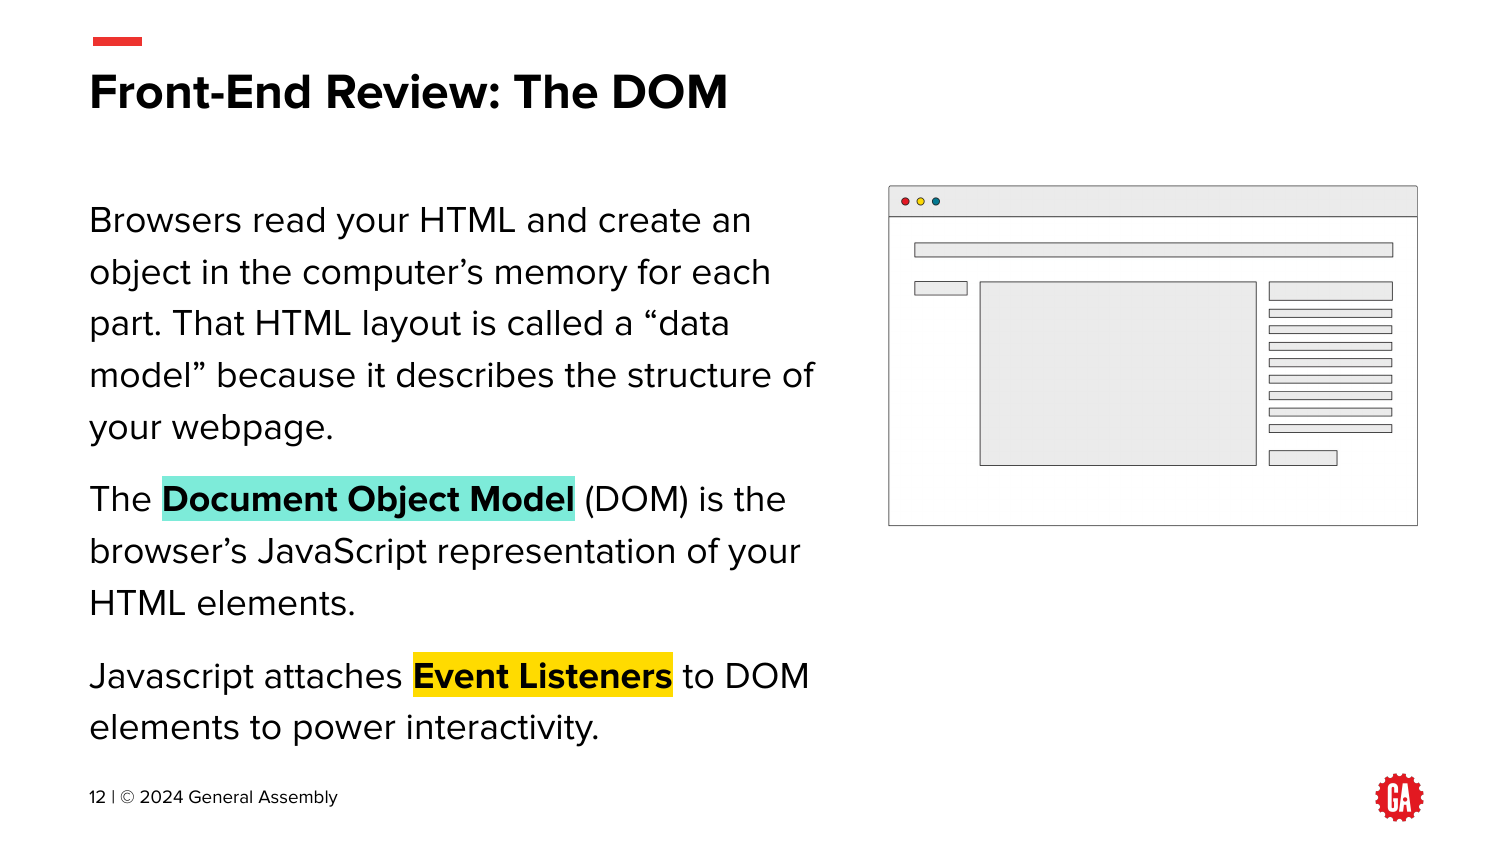 Front-End Review: The DOM
Browsers read your HTML and create an
object in the computer’s memory for each
part. That HTML layout is called a “data
model” because it describes the structure of
your webpage.
The Document Object Model (DOM) is the
browser’s JavaScript representation of your
HTML elements.
Javascript attaches Event Listeners to DOM
elements to power interactivity.
12 | © 2024 General Assembly
GA